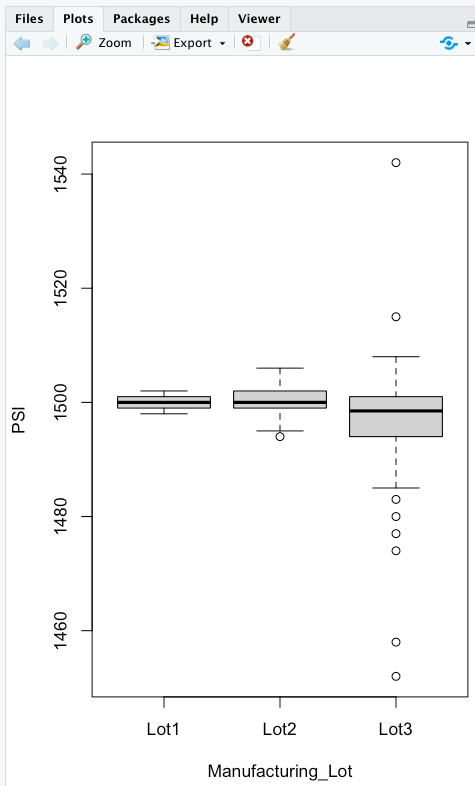 Files Plots Packages Help Viewer
Zoom Export
1540
1520
1500
1480
1460
PSI
Lot1 Lot2 Lot3
Manufacturing_Lot